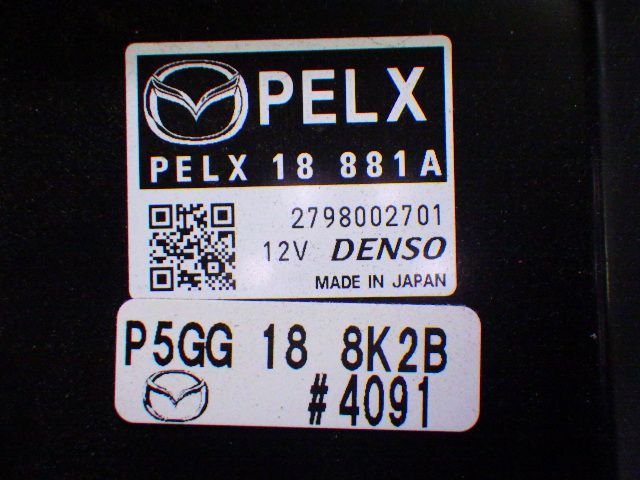 PELX
PELX 18 881A
2798002701
12V DENSO
MADE IN JAPAN
P5GG 18 8K2B
#4091